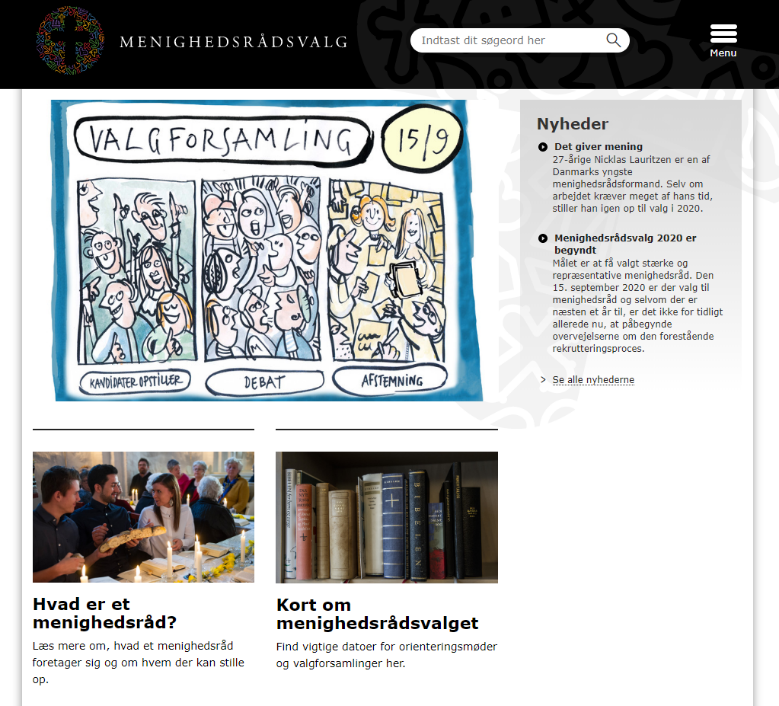 MENIGHEDSRÅDSVALG
Indtast dit søgeord her
Menu
VALGFORSAMLING
15/9
KANDIDATER OPSTILLER
DEBAT
AFSTEMNING
Nyheder
Det giver mening
27-årige Nicklas Lauritzen er en af
Danmarks yngste
menighedsrådsformand. Selv om
arbejdet kræver meget af hans tid,
stiller han igen op til valg i 2020.
Menighedsrådsvalg 2020 er
begyndt
Målet er at få valgt stærke og
repræsentative menighedsråd. Den
15. september 2020 er der valg til
menighedsråd og selvom der er
næsten et år til, er det ikke for tidligt
allerede nu, at påbegynde
overvejelserne om den forestående
rekrutteringsproces.
Se alle nyhederne
Hvad er et
menighedsråd?
Læs mere om, hvad et menighedsråd
foretager sig og om hvem der kan stille
op.
BIBELEN
Kort om
menighedsrådsvalget
Find vigtige datoer for orienteringsmøder
og valgforsamlinger her.